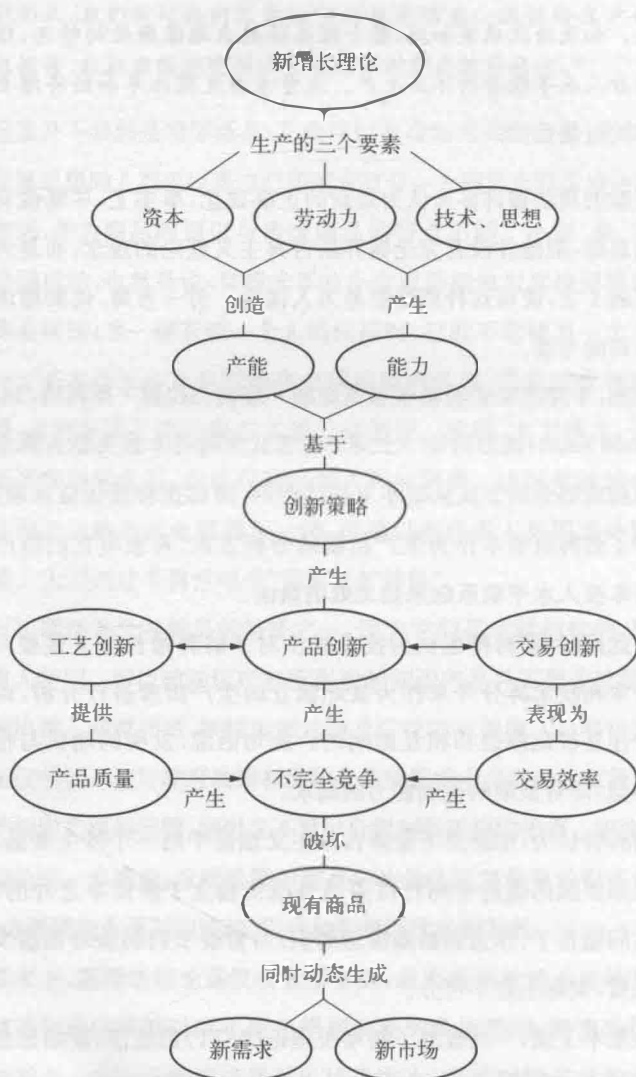 新增长理论
生产的三个要素
资本 劳动力 技术、思想
创造 产生
产能 能力
基于
创新策略
产生
工艺创新 产品创新 交易创新
提供 产生 表现为
产品质量 不完全竞争 交易效率
产生 产生
破坏
现有商品
同时动态生成
新需求 新市场